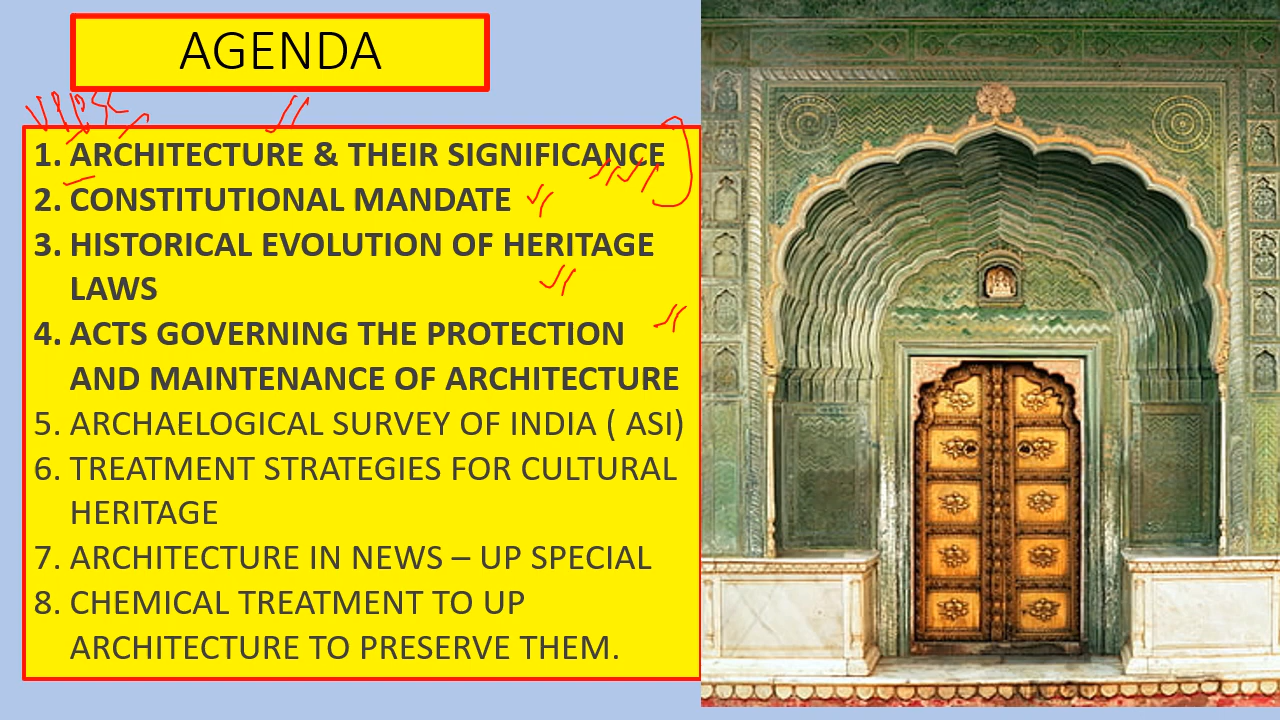 AGENDA
UPPSC
1. ARCHITECTURE & THEIR SIGNIFICANCE
2. CONSTITUTIONAL MANDATE
3. HISTORICAL EVOLUTION OF HERITAGE
LAWS
4. ACTS GOVERNING THE PROTECTION
AND MAINTENANCE OF ARCHITECTURE
5. ARCHAELOGICAL SURVEY OF INDIA ( ASI)
6. TREATMENT STRATEGIES FOR CULTURAL
HERITAGE
7. ARCHITECTURE IN NEWS – UP SPECIAL
8. CHEMICAL TREATMENT TO UP
ARCHITECTURE TO PRESERVE THEM.